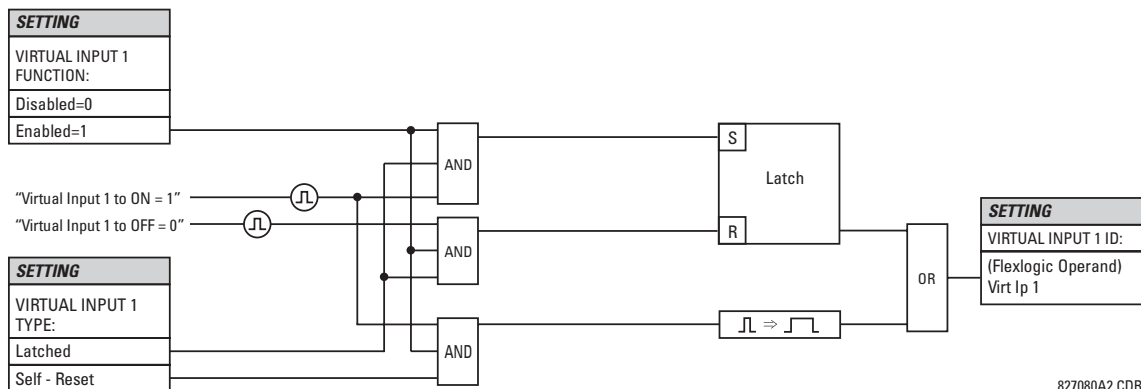 SETTING
VIRTUAL INPUT 1
FUNCTION:
Disabled=0
Enabled=1
“Virtual Input 1 to ON = 1”
“Virtual Input 1 to OFF = 0”
SETTING
VIRTUAL INPUT 1
TYPE:
Latched
Self - Reset
AND
AND
AND
S
Latch
R
OR
SETTING
VIRTUAL INPUT 1 ID:
(Flexlogic Operand)
Virt Ip 1
827080A2.CDR